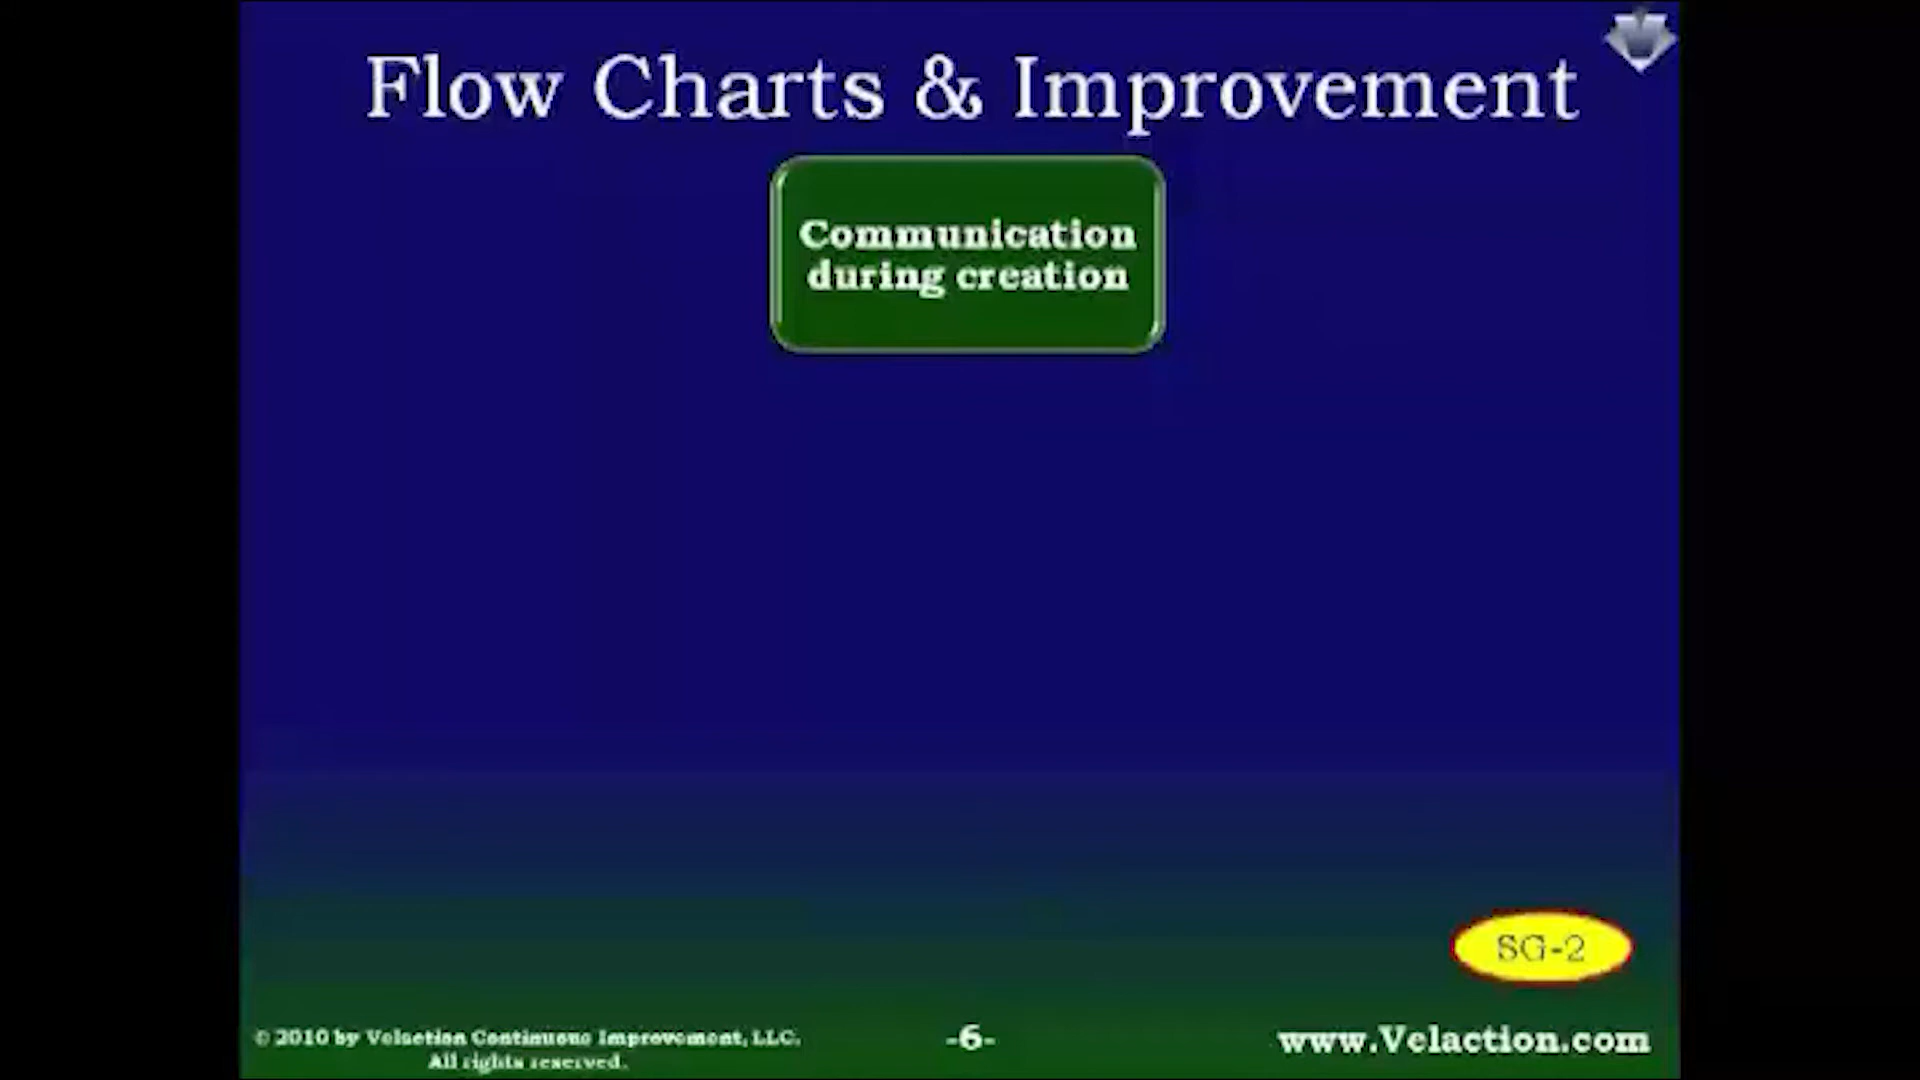 Flow Charts & Improvement
Communication
during creation
SG-2
© 2010 by Velaction Continuous Improvement, LLC.
All rights reserved.
-6-
www.Velaction.com